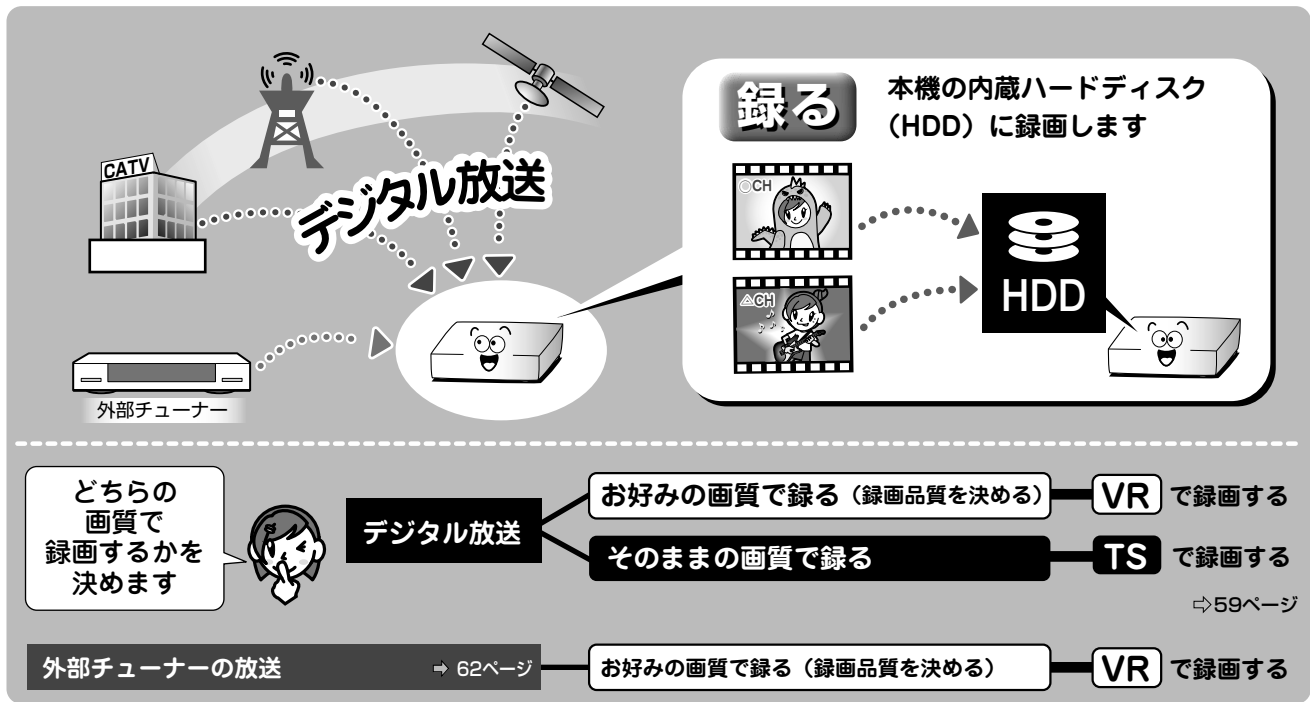 CATV
デジタル放送
外部チューナー
録る
本機の内蔵ハードディスク
（HDD）に録画します
○CH
△CH
HDD
どちらの
画質で
録画するかを
決めます
デジタル放送
お好みの画質で録る（録画品質を決める）
VR で録画する
そのままの画質で録る
TS で録画する
⇨59ページ
外部チューナーの放送
⇨ 62ページ
お好みの画質で録る（録画品質を決める）
VR で録画する